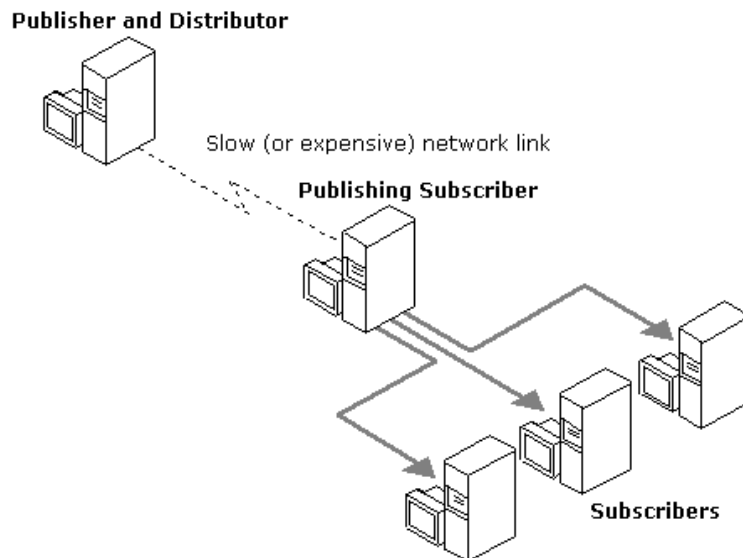 Publisher and Distributor
Slow (or expensive) network link
Publishing Subscriber
Subscribers